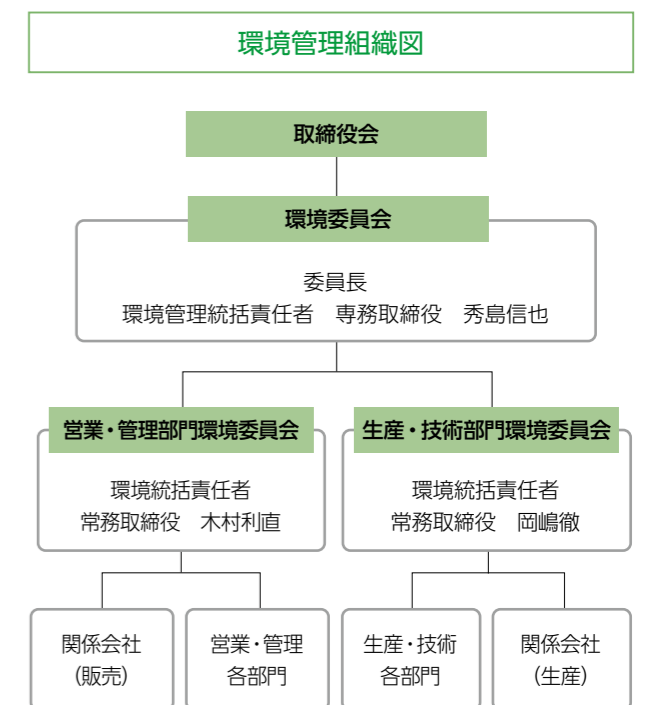 環境管理組織図
取締役会
環境委員会
委員長
環境管理統括責任者　専務取締役　秀島信也
営業・管理部門環境委員会
環境統括責任者
常務取締役　木村利直
生産・技術部門環境委員会
環境統括責任者
常務取締役　岡嶋徹
関係会社
(販売)
営業・管理
各部門
生産・技術
各部門
関係会社
(生産)